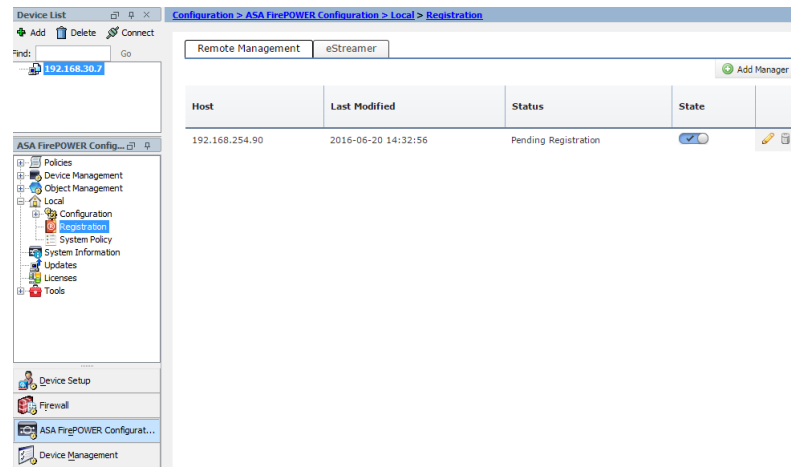 Device List
Add Delete Connect
Find: Go
192.168.30.7
ASA FirePOWER Config...
Policies
Device Management
Object Management
Local
Configuration
Registration
System Policy
System Information
Updates
Licenses
Tools
Device Setup
Firewall
ASA FirePOWER Configurat...
Device Management
Configuration > ASA FirePOWER Configuration > Local > Registration
Remote Management eStreamer
Add Manager
Host Last Modified Status State
192.168.254.90 2016-06-20 14:32:56 Pending Registration